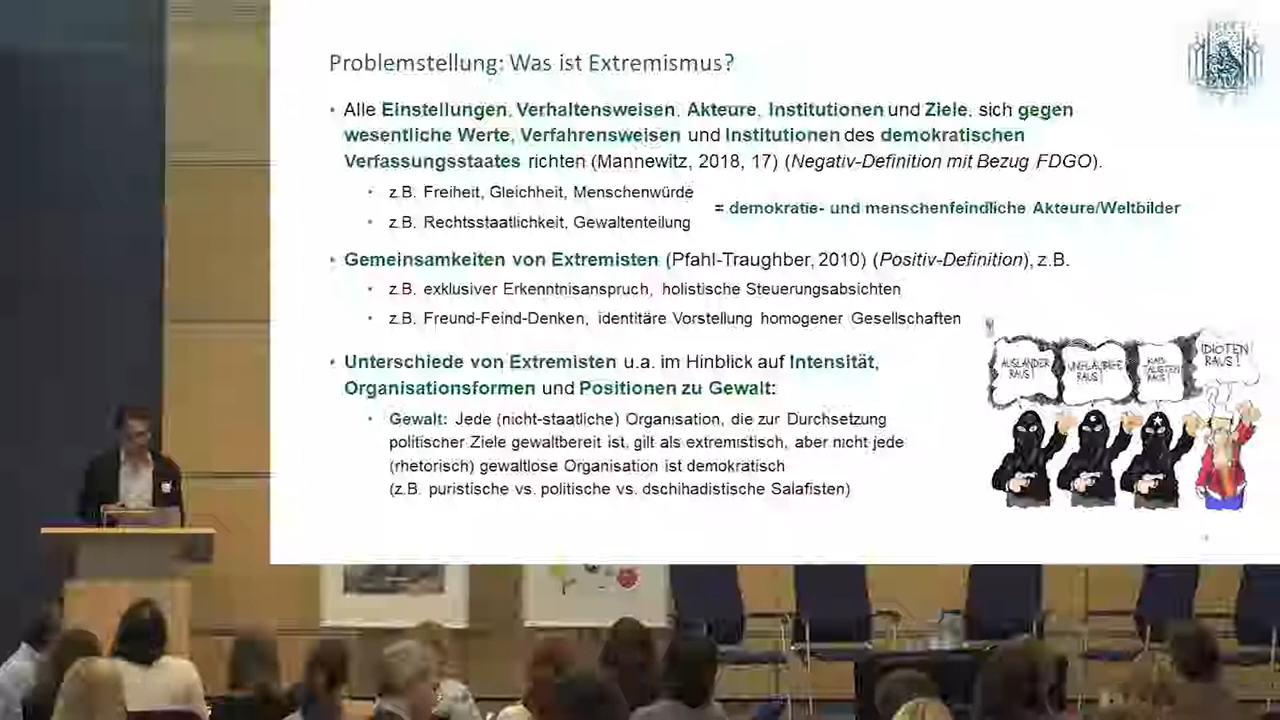 Problemstellung: Was ist Extremismus?
• Alle Einstellungen, Verhaltensweisen, Akteure, Institutionen und Ziele, sich gegen
wesentliche Werte, Verfahrensweisen und Institutionen des demokratischen
Verfassungsstaates richten (Mannewitz, 2018, 17) (Negativ-Definition mit Bezug FDGO).
• z.B. Freiheit, Gleichheit, Menschenwürde
• z.B. Rechtsstaatlichkeit, Gewaltenteilung
= demokratie- und menschenfeindliche Akteure/Weltbilder
• Gemeinsamkeiten von Extremisten (Pfahl-Traughber, 2010) (Positiv-Definition), z.B.
• z.B. exklusiver Erkenntnisanspruch, holistische Steuerungsabsichten
• z.B. Freund-Feind-Denken, identitäre Vorstellung homogener Gesellschaften
• Unterschiede von Extremisten u.a. im Hinblick auf Intensität,
Organisationsformen und Positionen zu Gewalt:
• Gewalt: Jede (nicht-staatliche) Organisation, die zur Durchsetzung
politischer Ziele gewaltbereit ist, gilt als extremistisch, aber nicht jede
(rhetorisch) gewaltlose Organisation ist demokratisch
(z.B. puristische vs. politische vs. dschihadistische Salafisten)
AUSLÄNDER
RAUS!
UNGLÄUBIGE
RAUS!
KAPI-
TALISTEN
RAUS!
IDIOTEN
RAUS!